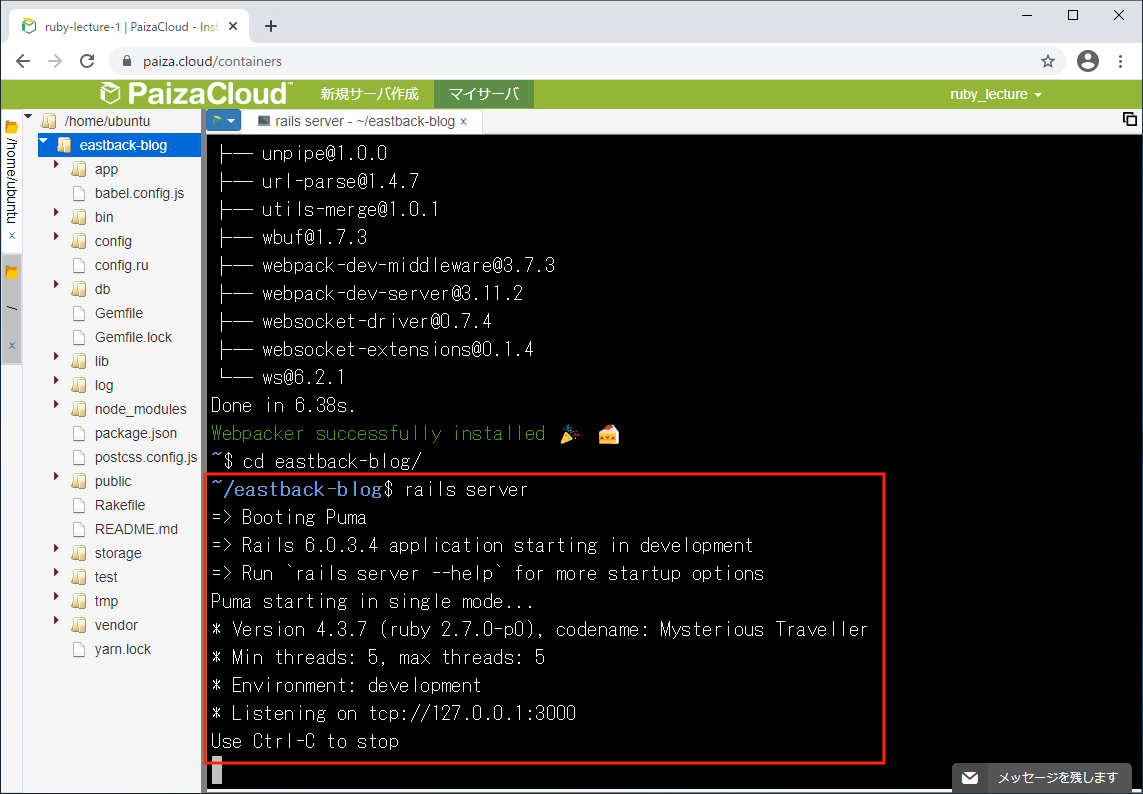 ruby-lecture-1 | PaizaCloud - Inst
paiza.cloud/containers
PaizaCloud™ 新規サーバ作成 マイサーバ ruby_lecture
/home/ubuntu
/home/ubuntu
eastback-blog
app
babel.config.js
bin
config
config.ru
db
Gemfile
Gemfile.lock
lib
log
node_modules
package.json
postcss.config.js
public
Rakefile
README.md
storage
test
tmp
vendor
yarn.lock
/
rails server - ~/eastback-blog ×
├── unpipe@1.0.0
├── url-parse@1.4.7
├── utils-merge@1.0.1
├── wbuf@1.7.3
├── webpack-dev-middleware@3.7.3
├── webpack-dev-server@3.11.2
├── websocket-driver@0.7.4
├── websocket-extensions@0.1.4
└── ws@6.2.1
Done in 6.38s.
Webpacker successfully installed 🎉 🍰
~$ cd eastback-blog/
~/eastback-blog$ rails server
=> Booting Puma
=> Rails 6.0.3.4 application starting in development
=> Run `rails server --help` for more startup options
Puma starting in single mode...
* Version 4.3.7 (ruby 2.7.0-p0), codename: Mysterious Traveller
* Min threads: 5, max threads: 5
* Environment: development
* Listening on tcp://127.0.0.1:3000
Use Ctrl-C to stop
メッセージを残します